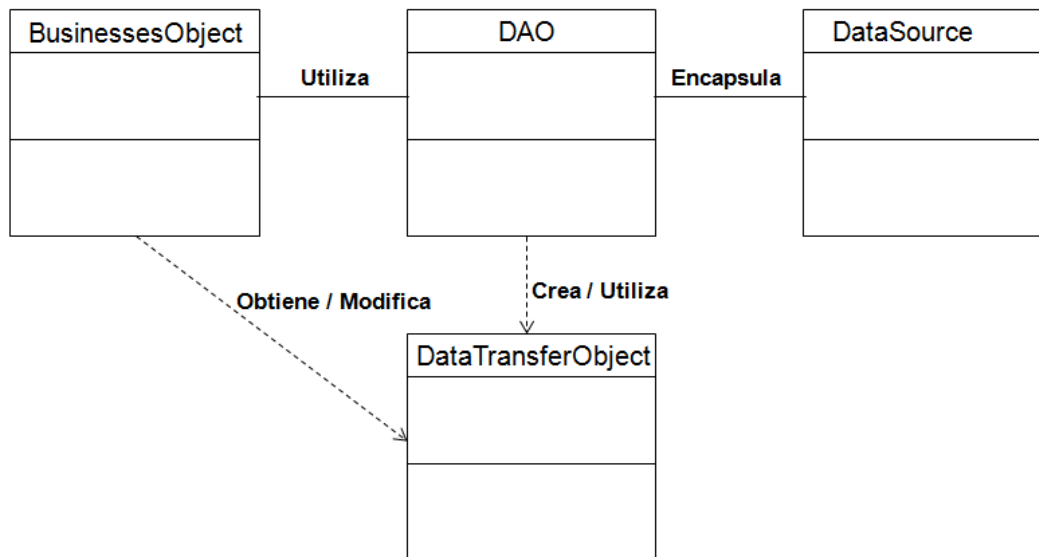 BusinessesObject
DAO
DataSource
Utiliza
Encapsula
Obtiene / Modifica
Crea / Utiliza
DataTransferObject